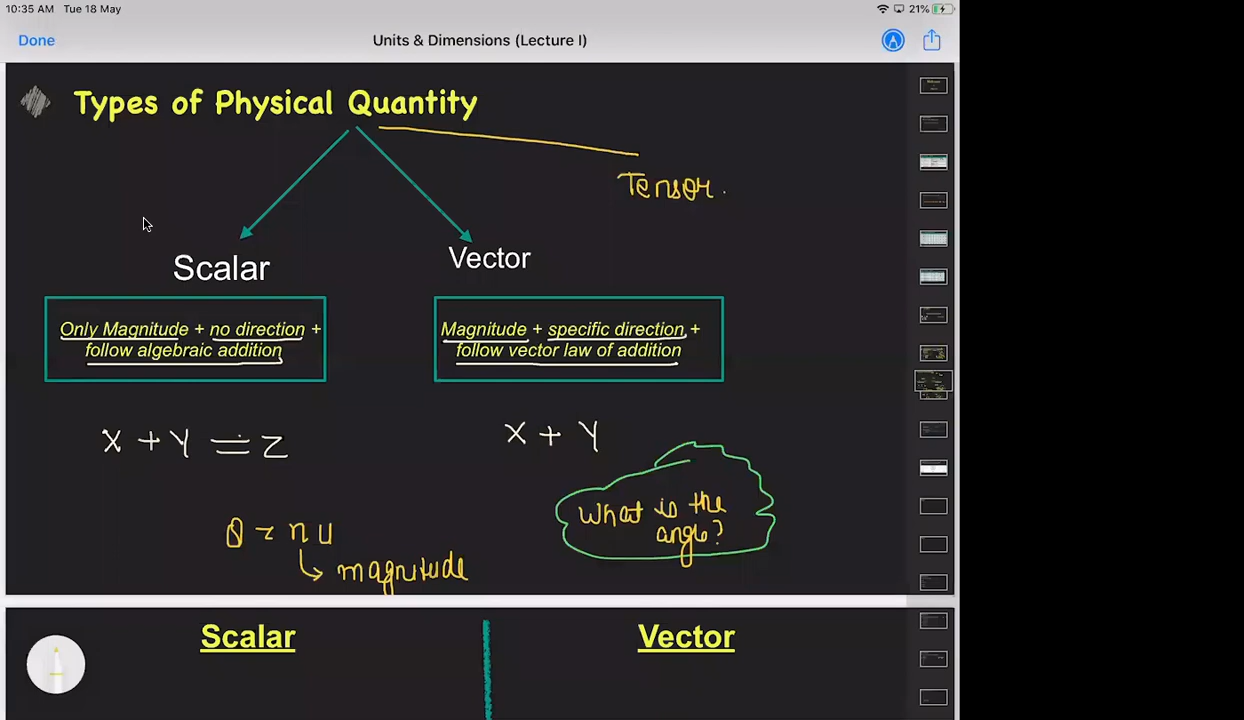 10:35 AM Tue 18 May
21%
Done
Units & Dimensions (Lecture I)
Types of Physical Quantity
Tensor.
Scalar
Vector
Only Magnitude + no direction +
follow algebraic addition
Magnitude + specific direction +
follow vector law of addition
X + Y = Z
X + Y
What is the
angle?
Q = n u
magnitude
Scalar
Vector